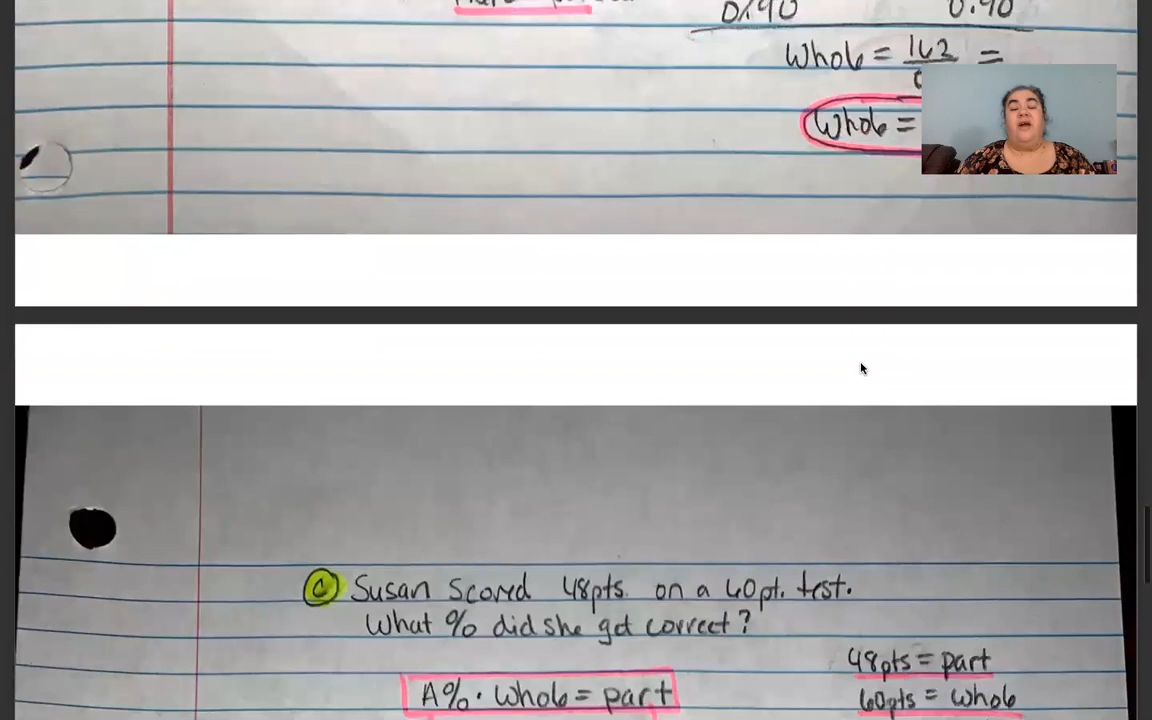 0.90 0.90
Whole = 162 =
Whole =
C Susan scored 48pts. on a 60pt. test.
What % did she get correct?
48pts = part
A% · Whole = part
60pts = whole